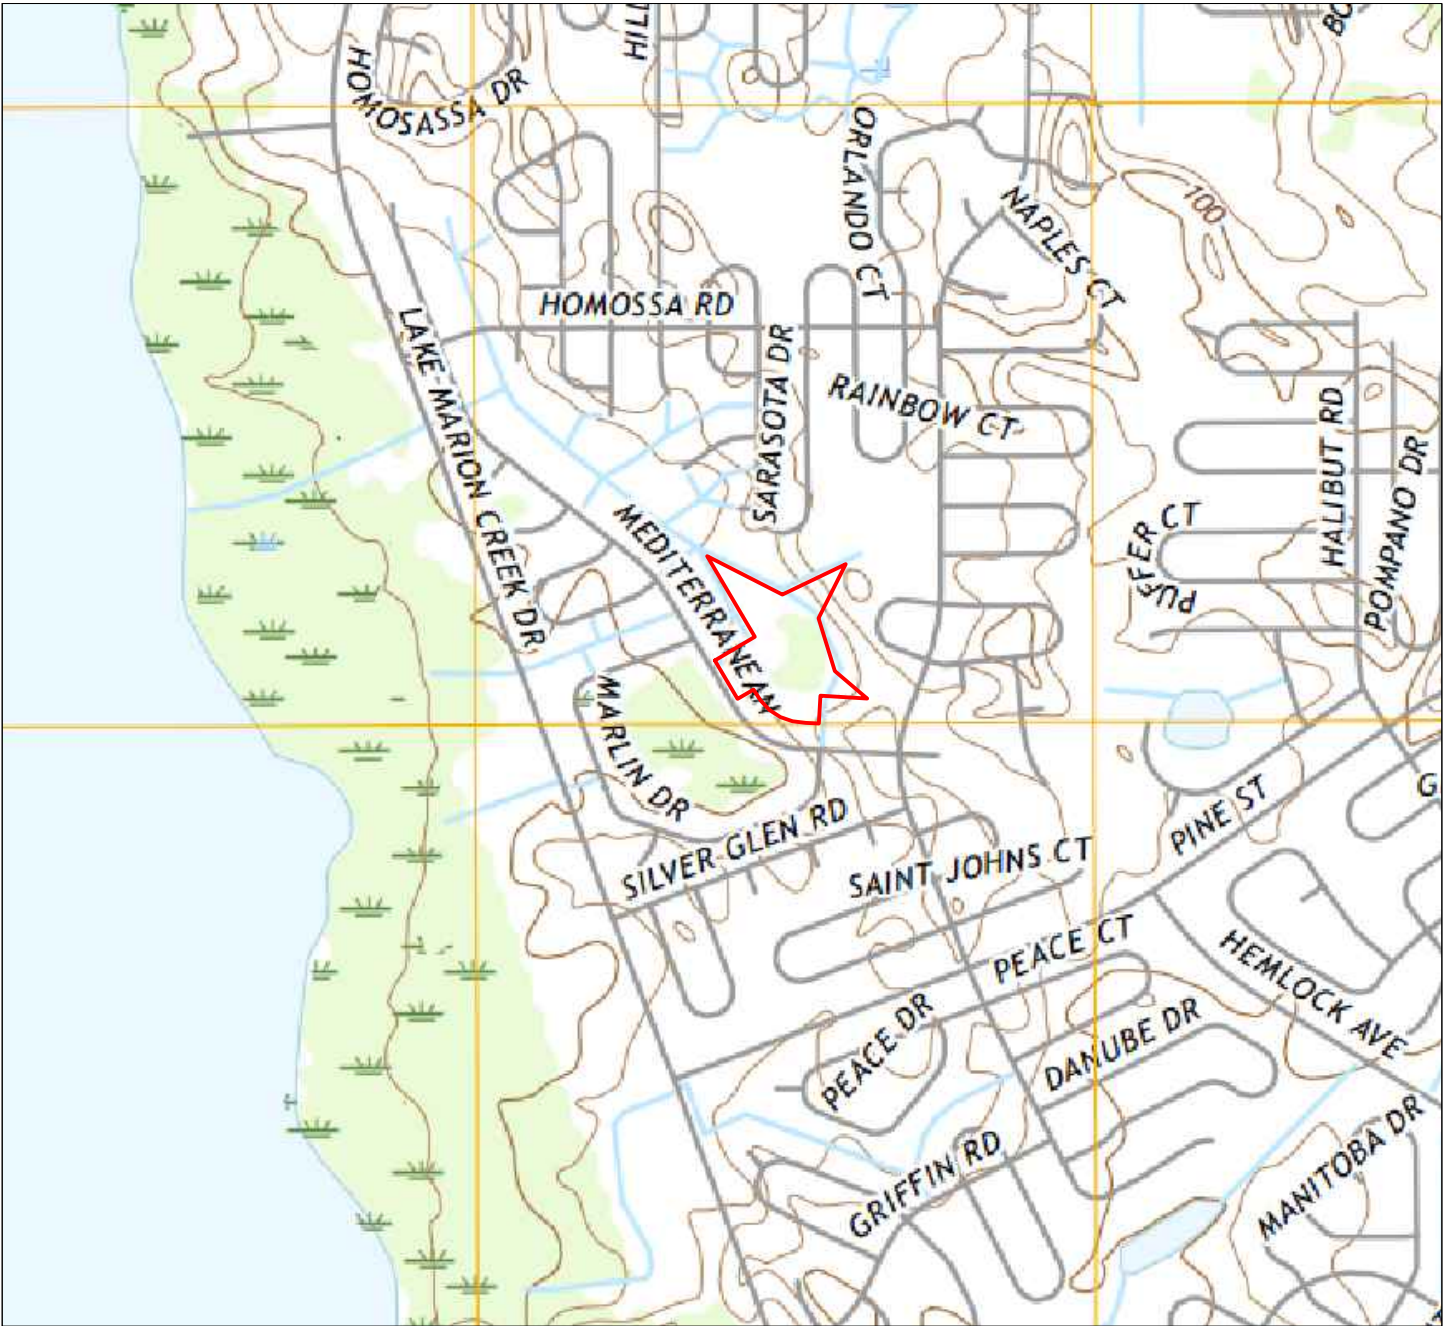 HOMOSASSA DR
ORLANDO CT
NAPLES CT
100
HOMOSSA RD
LAKE MARION CREEK DR
SARASOTA DR
RAINBOW CT
HALIBUT RD
POMPANO DR
PUFFER CT
PUFFER
MEDITERRANEAN
MARLIN DR
SILVER GLEN RD
SAINT JOHNS CT
PINE ST
G
PEACE CT
HEMLOCK AVE
PEACE DR
DANUBE DR
GRIFFIN RD
MANITOBA DR